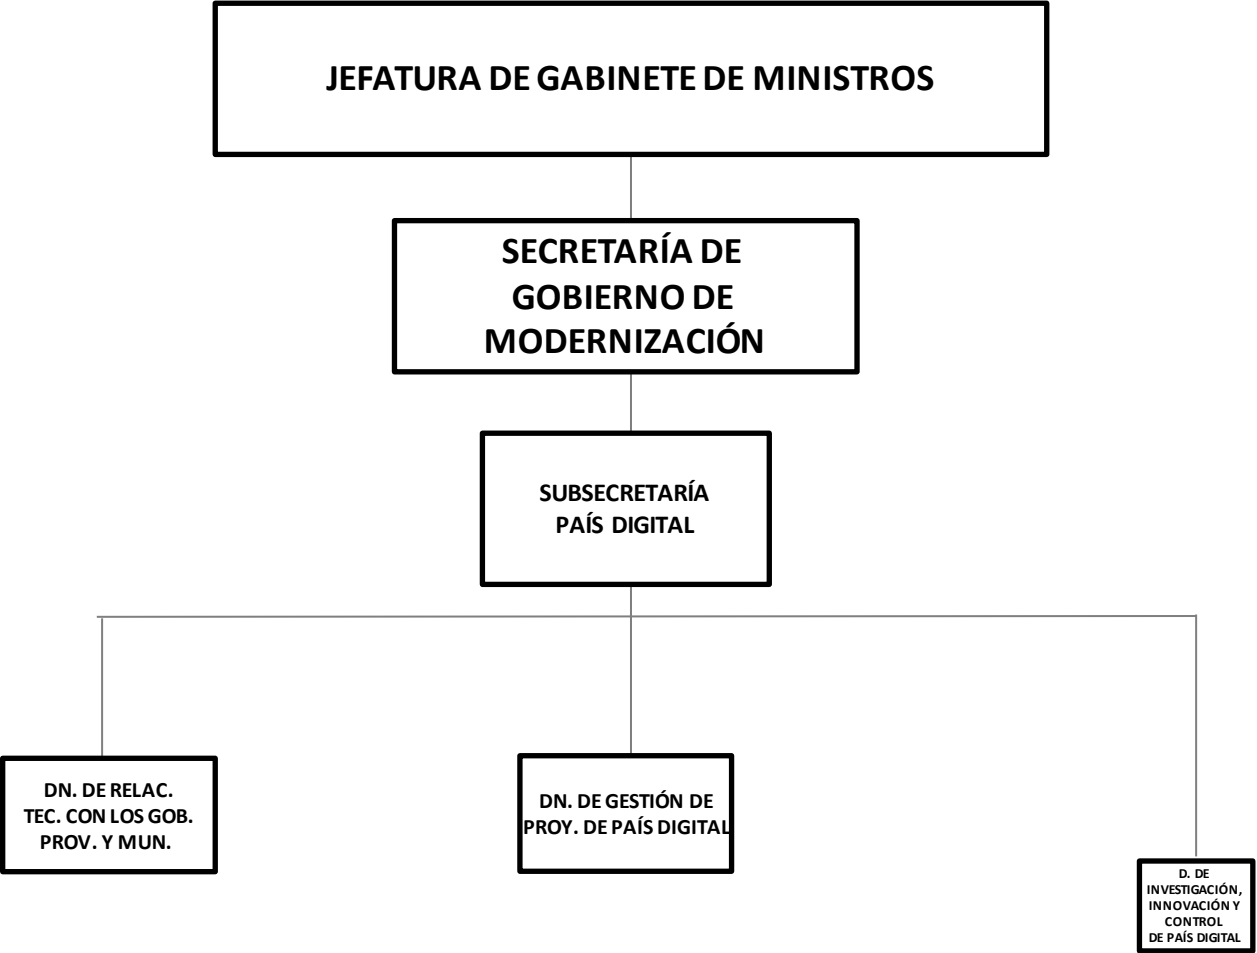 JEFATURA DE GABINETE DE MINISTROS
SECRETARÍA DE
GOBIERNO DE
MODERNIZACIÓN
SUBSECRETARÍA
PAÍS DIGITAL
DN. DE RELAC.
TEC. CON LOS GOB.
PROV. Y MUN.
DN. DE GESTIÓN DE
PROY. DE PAÍS DIGITAL
D. DE
INVESTIGACIÓN,
INNOVACIÓN Y
CONTROL
DE PAÍS DIGITAL